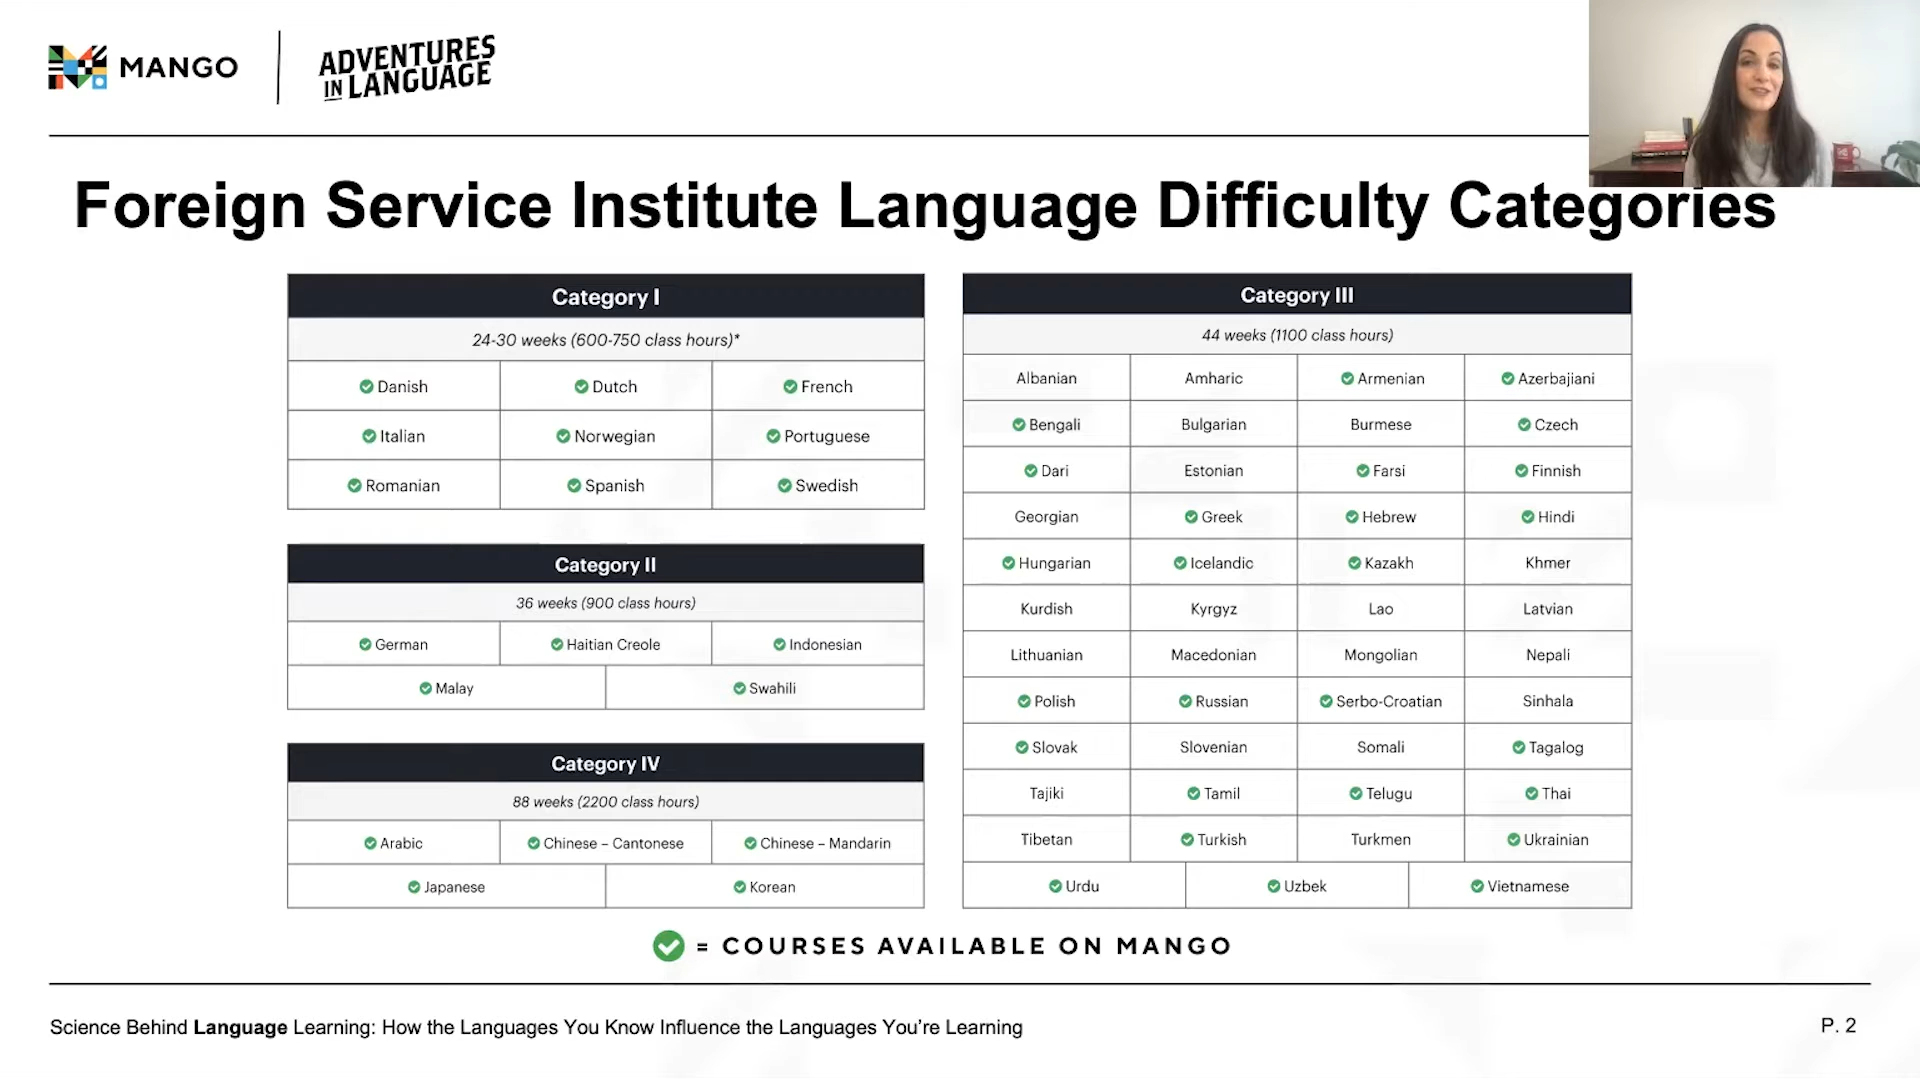 MANGO
ADVENTURES
IN LANGUAGE
Foreign Service Institute Language Difficulty Categories
Category I
24-30 weeks (600-750 class hours)*
Danish Dutch French
Italian Norwegian Portuguese
Romanian Spanish Swedish
Category II
36 weeks (900 class hours)
German Haitian Creole Indonesian
Malay Swahili
Category IV
88 weeks (2200 class hours)
Arabic Chinese – Cantonese Chinese – Mandarin
Japanese Korean
Category III
44 weeks (1100 class hours)
Albanian Amharic Armenian Azerbajiani
Bengali Bulgarian Burmese Czech
Dari Estonian Farsi Finnish
Georgian Greek Hebrew Hindi
Hungarian Icelandic Kazakh Khmer
Kurdish Kyrgyz Lao Latvian
Lithuanian Macedonian Mongolian Nepali
Polish Russian Serbo-Croatian Sinhala
Slovak Slovenian Somali Tagalog
Tajiki Tamil Telugu Thai
Tibetan Turkish Turkmen Ukrainian
Urdu Uzbek Vietnamese
= COURSES AVAILABLE ON MANGO
Science Behind Language Learning: How the Languages You Know Influence the Languages You're Learning
P. 2